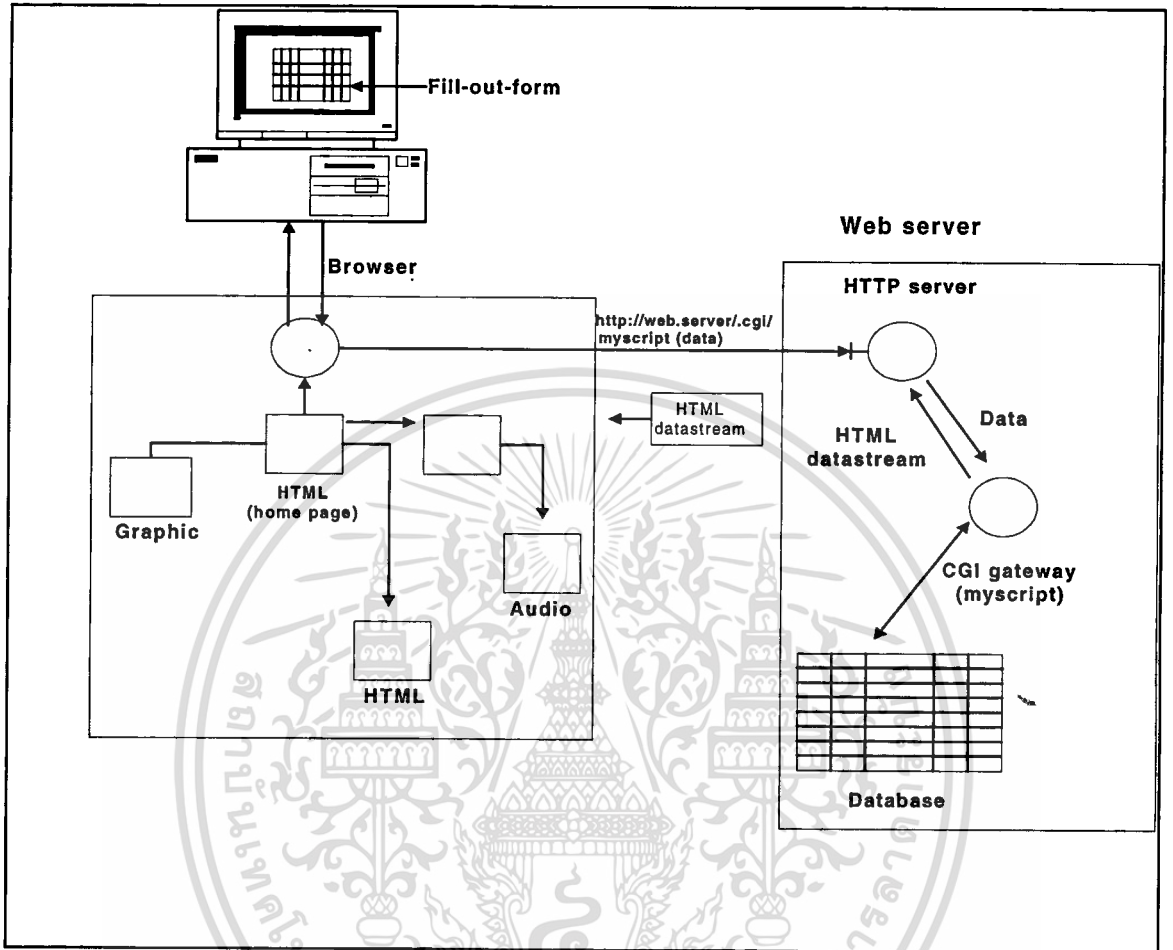 Fill-out-form
Browser
Web server
HTTP server
http://web.server/.cgi/
myscript (data)
HTML
datastream
Data
HTML
datastream
HTML
(home page)
Graphic
Audio
CGI gateway
(myscript)
HTML
Database